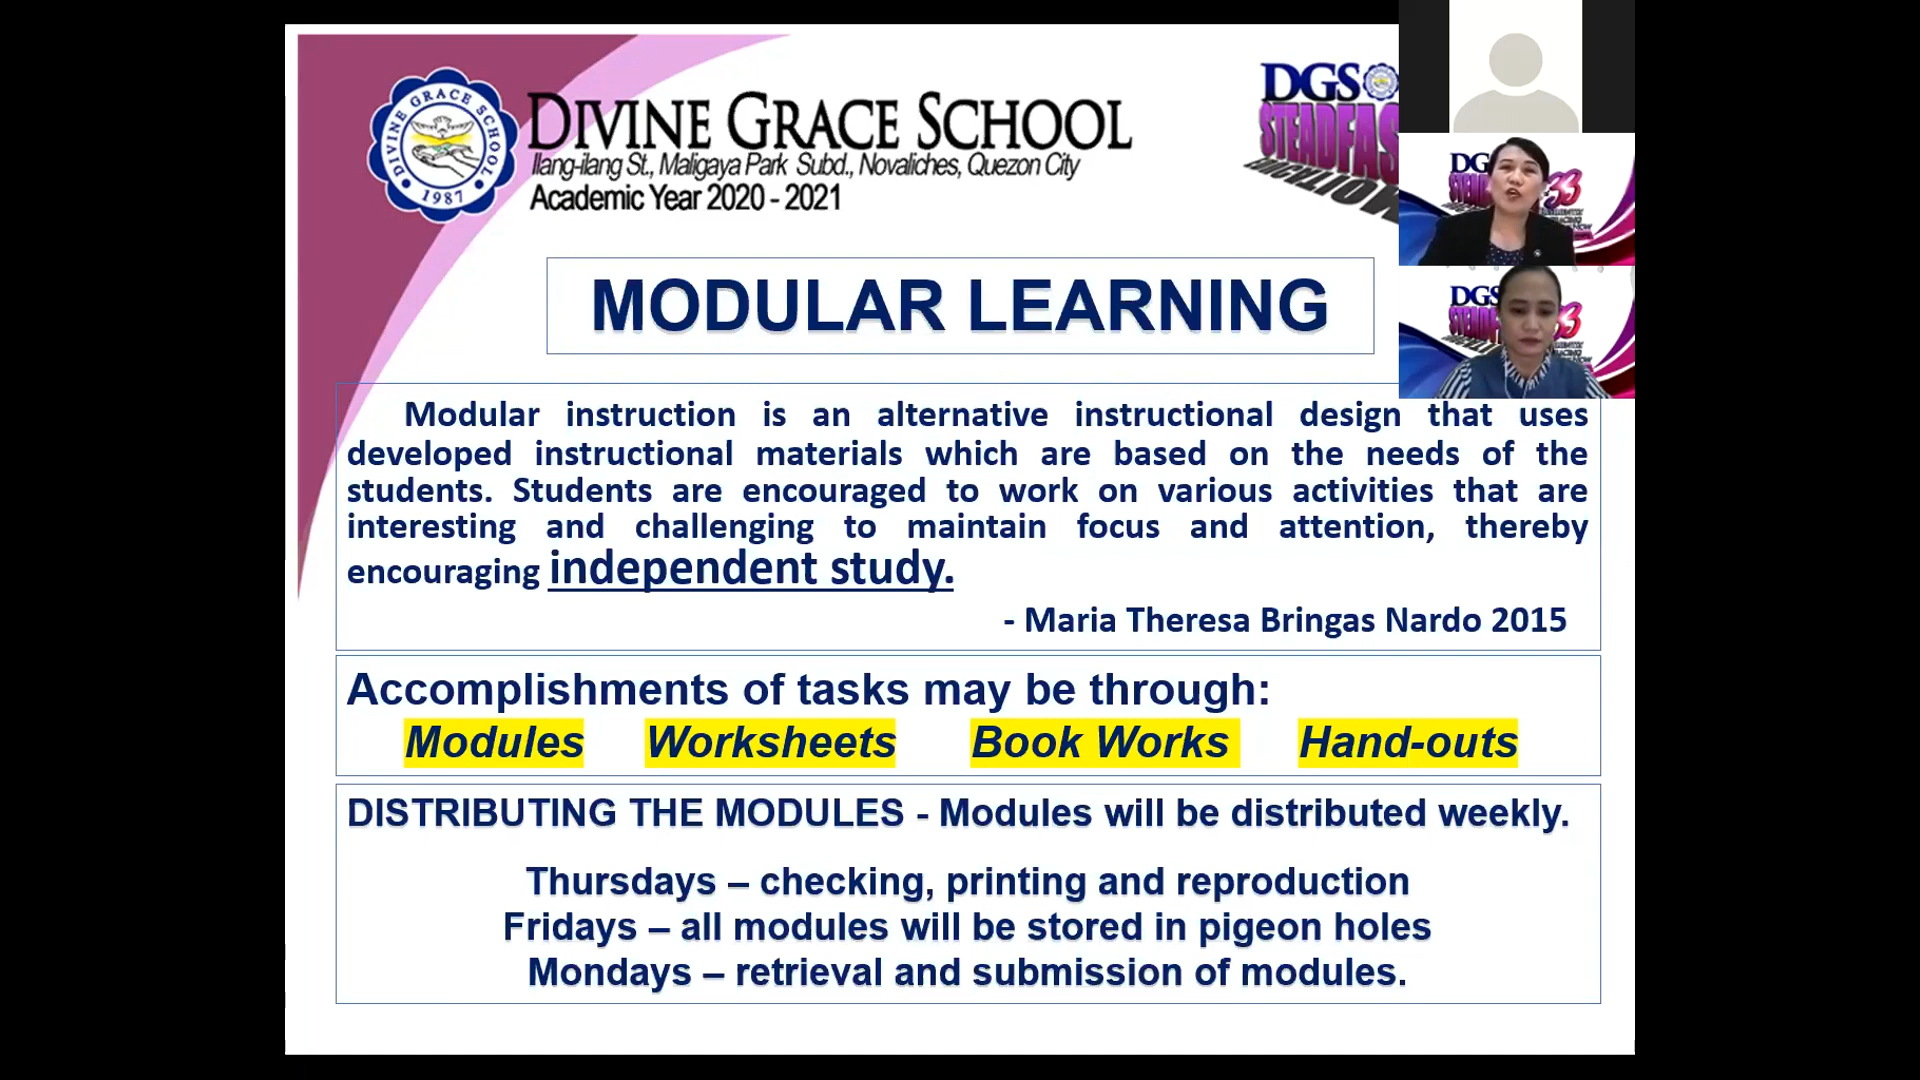 DIVINE GRACE SCHOOL
1987
DIVINE GRACE SCHOOL
Ilang-ilang St., Maligaya Park Subd., Novaliches, Quezon City
Academic Year 2020 - 2021
DGS
MODULAR LEARNING
DGS
33
DGS
33
Modular instruction is an alternative instructional design that uses
developed instructional materials which are based on the needs of the
students. Students are encouraged to work on various activities that are
interesting and challenging to maintain focus and attention, thereby
encouraging independent study.
- Maria Theresa Bringas Nardo 2015
Accomplishments of tasks may be through:
Modules Worksheets Book Works Hand-outs
DISTRIBUTING THE MODULES - Modules will be distributed weekly.
Thursdays – checking, printing and reproduction
Fridays – all modules will be stored in pigeon holes
Mondays – retrieval and submission of modules.